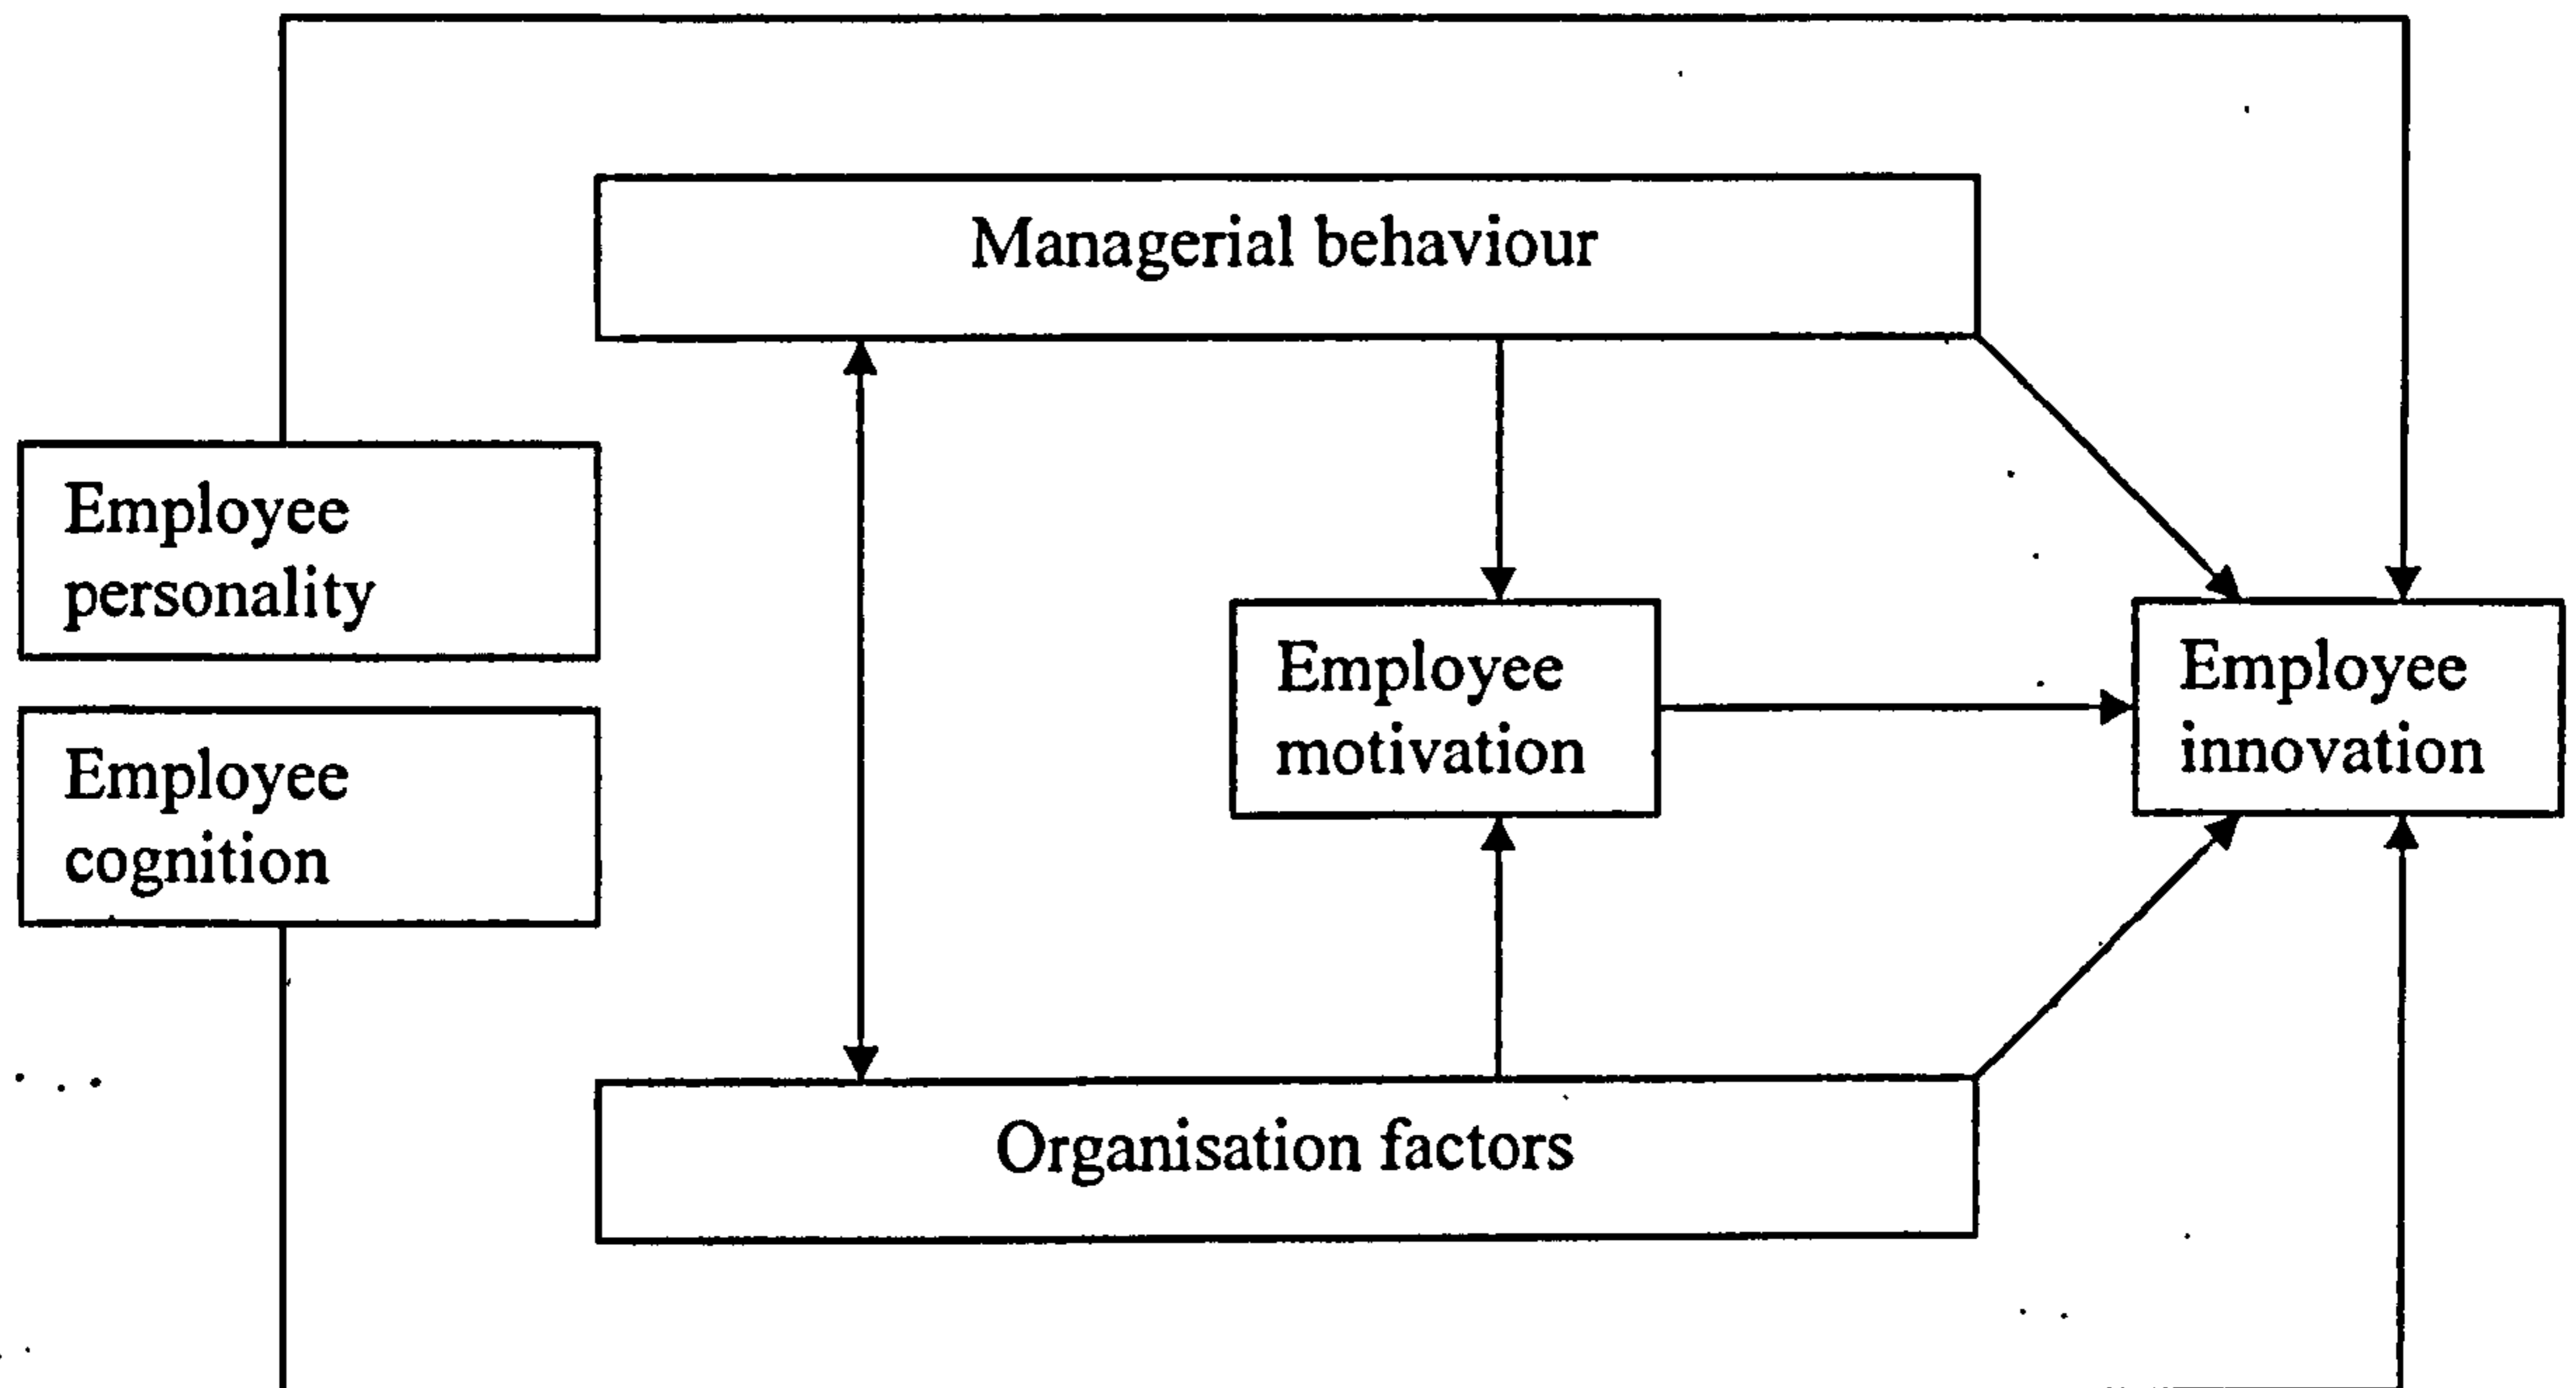 Managerial behaviour
Employee
personality
Employee
motivation
Employee
innovation
Employee
cognition
Organisation factors